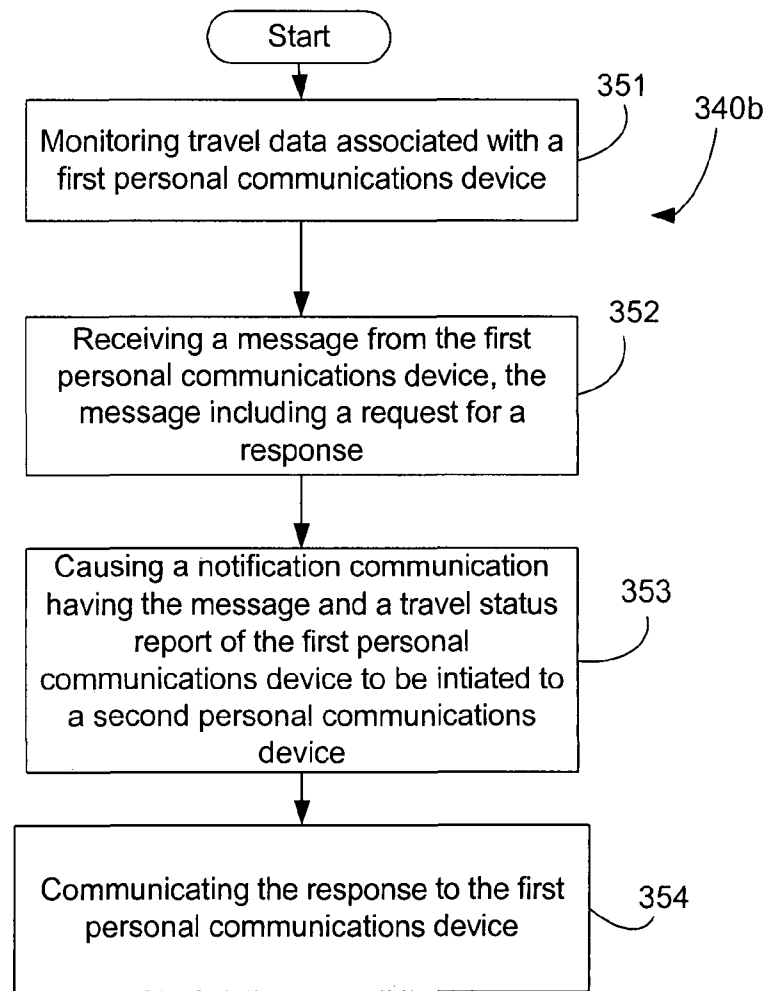 Start
351
340b
Monitoring travel data associated with a
first personal communications device
352
Receiving a message from the first
personal communications device, the
message including a request for a
response
Causing a notification communication
having the message and a travel status
report of the first personal
communications device to be intiated to
a second personal communications
device
353
Communicating the response to the first
personal communications device
354